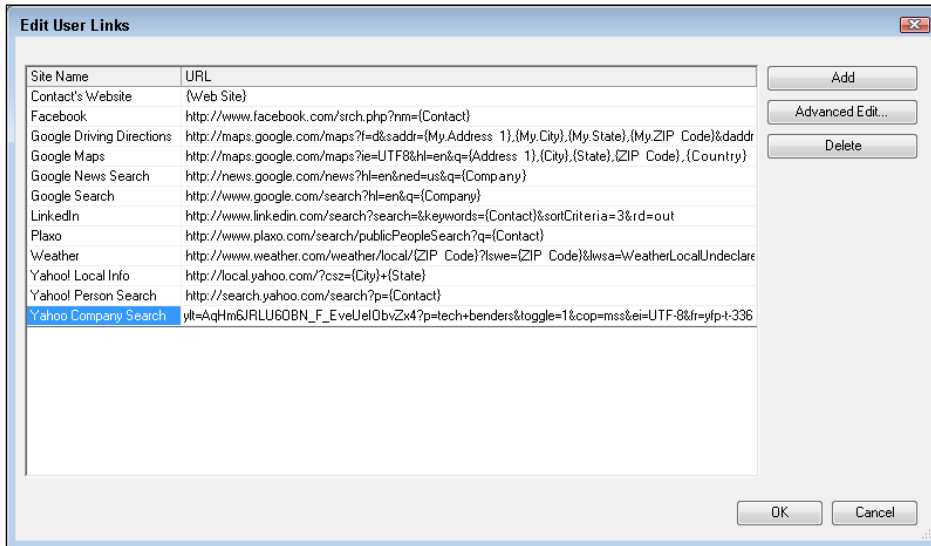 Edit User Links
Site Name URL
Add
Contact's Website {Web Site}
Facebook http://www.facebook.com/srch.php?nm={Contact}
Advanced Edit...
Google Driving Directions http://maps.google.com/maps?f=d&saddr={My.Address 1},{My.City},{My.State},{My.ZIP Code}&daddr
Delete
Google Maps http://maps.google.com/maps?ie=UTF8&hl=en&q={Address 1},{City},{State},{ZIP Code},{Country}
Google News Search http://news.google.com/news?hl=en&ned=us&q={Company}
Google Search http://www.google.com/search?hl=en&q={Company}
LinkedIn http://www.linkedin.com/search?search=&keywords={Contact}&sortCriteria=3&rd=out
Plaxo http://www.plaxo.com/search/publicPeopleSearch?q={Contact}
Weather http://www.weather.com/weather/local/{ZIP Code}?lswe={ZIP Code}&lwsa=WeatherLocalUndeclare
Yahoo! Local Info http://local.yahoo.com/?csz={City}+{State}
Yahoo! Person Search http://search.yahoo.com/search?p={Contact}
Yahoo Company Search ylt=AqHm6JRLU6OBN_F_EveUeIObvZx4?p=tech+benders&toggle=1&cop=mss&ei=UTF-8&fr=yfp-t-336
OK Cancel